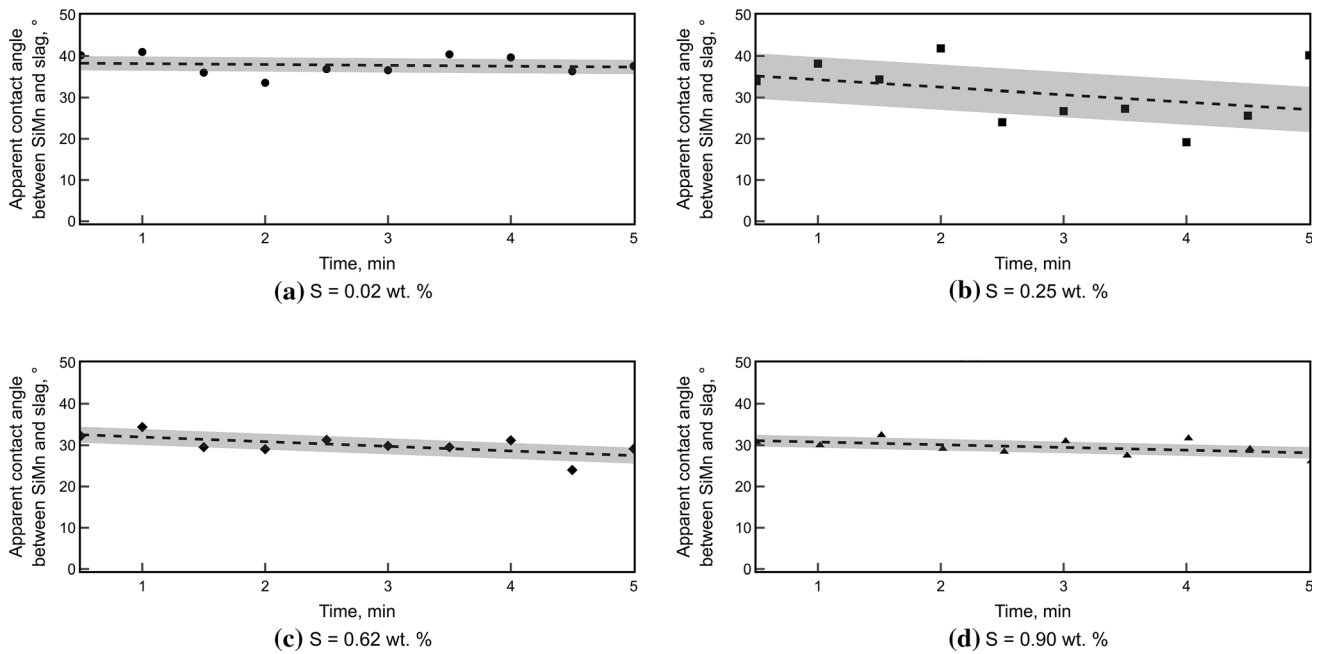 Apparent contact angle
between SiMn and slag, °
50
40
30
20
10
0
1
2
3
4
5
Time, min
(a) S = 0.02 wt. %
Apparent contact angle
between SiMn and slag, °
50
40
30
20
10
0
1
2
3
4
5
Time, min
(b) S = 0.25 wt. %
Apparent contact angle
between SiMn and slag, °
50
40
30
20
10
0
1
2
3
4
5
Time, min
(c) S = 0.62 wt. %
Apparent contact angle
between SiMn and slag, °
50
40
30
20
10
0
1
2
3
4
5
Time, min
(d) S = 0.90 wt. %